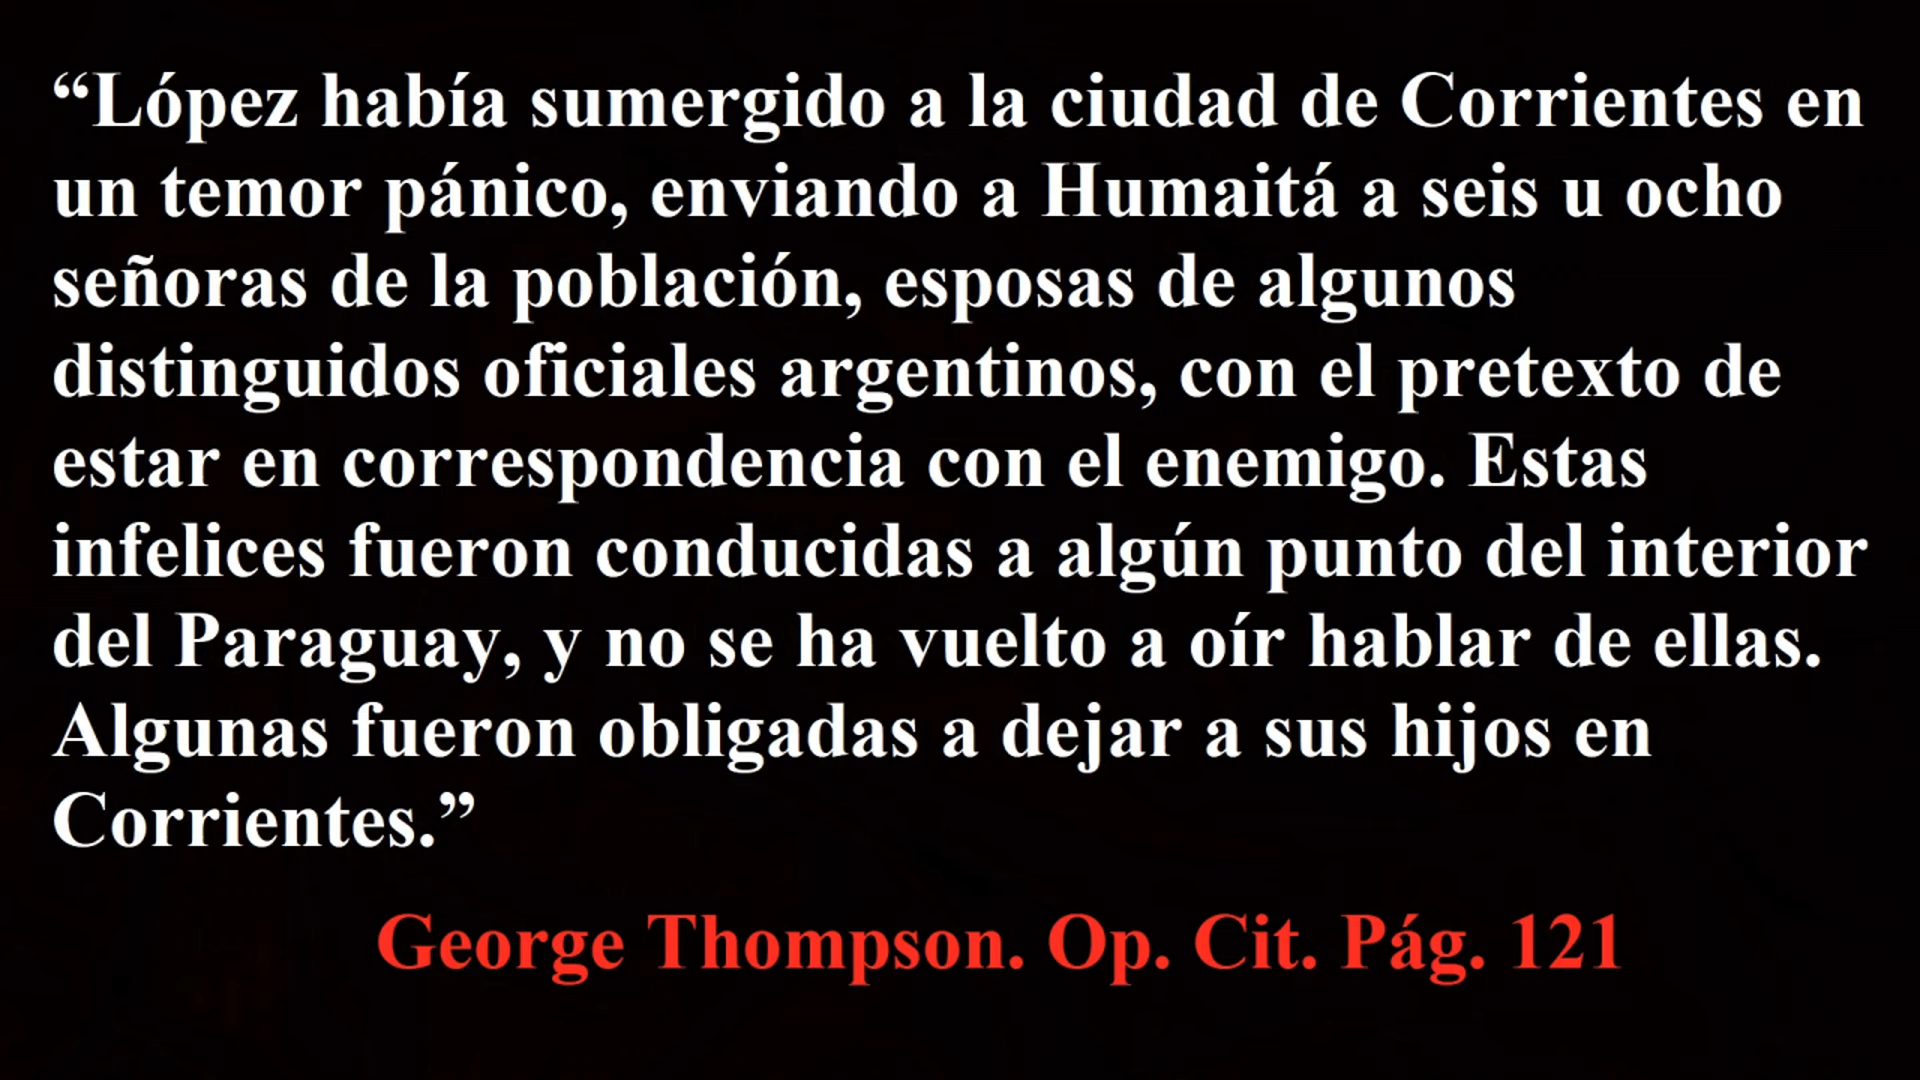 “López había sumergido a la ciudad de Corrientes en
un temor pánico, enviando a Humaitá a seis u ocho
señoras de la población, esposas de algunos
distinguidos oficiales argentinos, con el pretexto de
estar en correspondencia con el enemigo. Estas
infelices fueron conducidas a algún punto del interior
del Paraguay, y no se ha vuelto a oír hablar de ellas.
Algunas fueron obligadas a dejar a sus hijos en
Corrientes.”
George Thompson. Op. Cit. Pág. 121